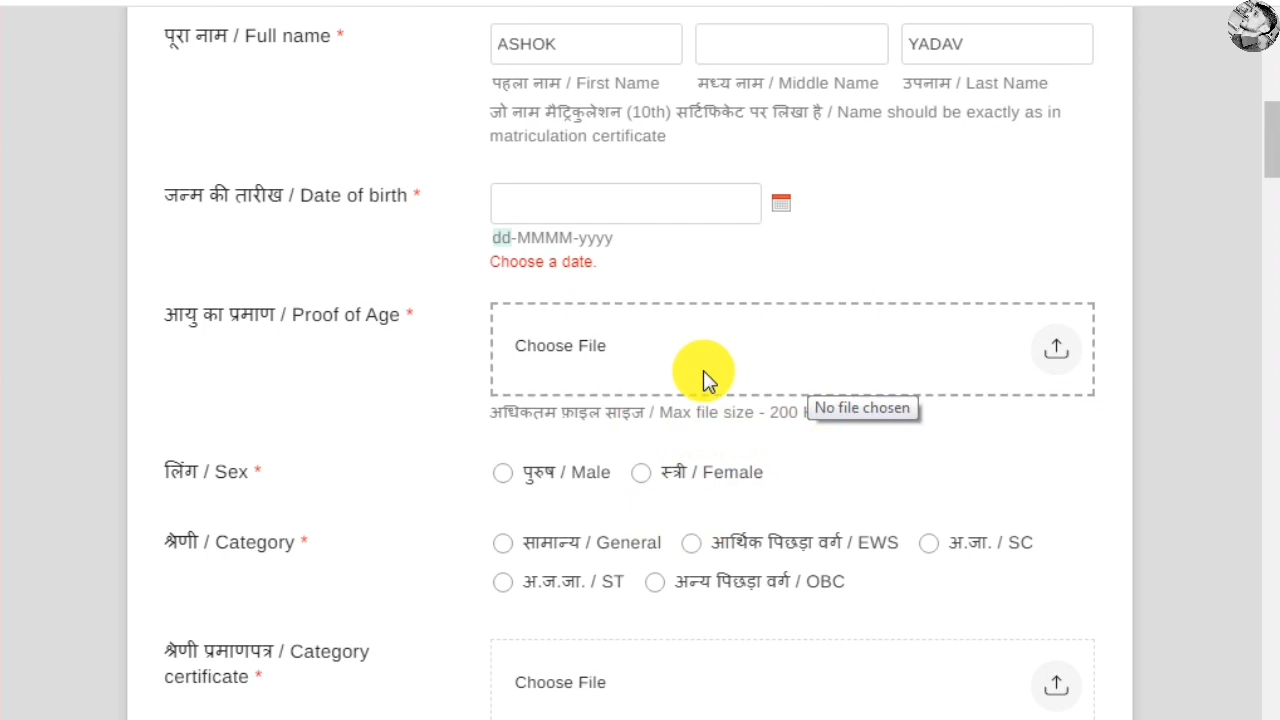 पूरा नाम / Full name *
ASHOK
YADAV
पहला नाम / First Name
मध्य नाम / Middle Name
उपनाम / Last Name
जो नाम मैट्रिकुलेशन (10th) सर्टिफिकेट पर लिखा है / Name should be exactly as in
matriculation certificate
जन्म की तारीख / Date of birth *
dd-MMMM-yyyy
Choose a date.
आयु का प्रमाण / Proof of Age *
Choose File
अधिकतम फ़ाइल साइज / Max file size - 200
No file chosen
लिंग / Sex *
पुरुष / Male
स्त्री / Female
श्रेणी / Category *
सामान्य / General
आर्थिक पिछड़ा वर्ग / EWS
अ.जा. / SC
अ.ज.जा. / ST
अन्य पिछड़ा वर्ग / OBC
श्रेणी प्रमाणपत्र / Category
certificate *
Choose File